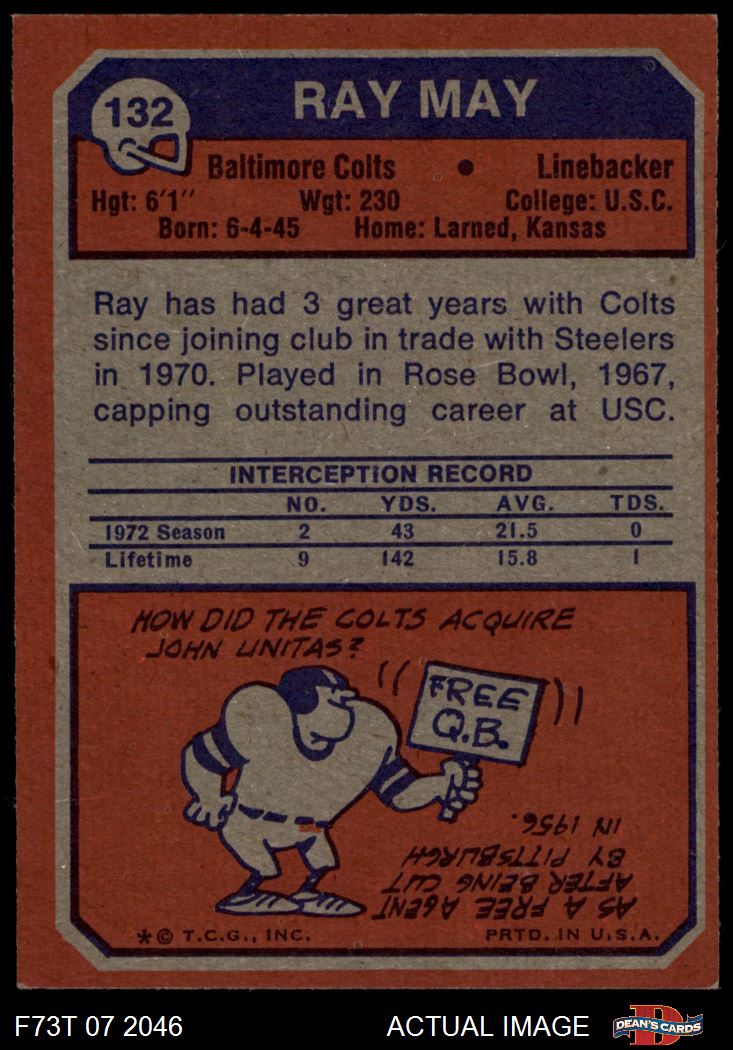 132
RAY MAY
Baltimore Colts • Linebacker
Hgt: 6'1" Wgt: 230 College: U.S.C.
Born: 6-4-45 Home: Larned, Kansas
Ray has had 3 great years with Colts
since joining club in trade with Steelers
in 1970. Played in Rose Bowl, 1967,
capping outstanding career at USC.
INTERCEPTION RECORD
NO. YDS. AVG. TDS.
1972 Season 2 43 21.5 0
Lifetime 9 142 15.8 1
HOW DID THE COLTS ACQUIRE
JOHN UNITAS?
FREE
Q.B.
AS A FREE AGENT
AFTER BEING CUT
BY PITTSBURGH
IN 1956.
*© T.C.G., INC. PRTD. IN U.S.A.
F73T 07 2046 ACTUAL IMAGE
D
DEAN'S CARDS